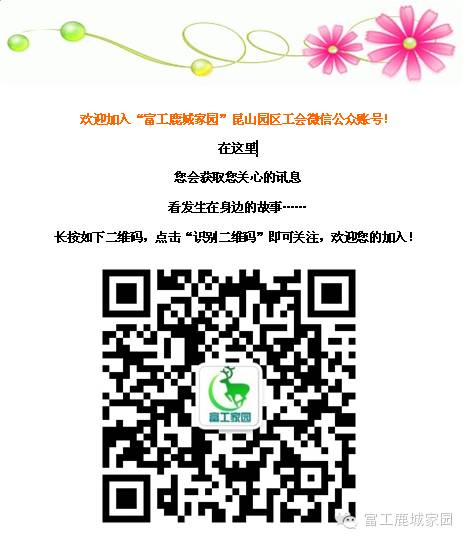 欢迎加入“富工鹿城家园”昆山园区工会微信公众账号!
在这里
您会获取您关心的讯息
看发生在身边的故事……
长按如下二维码，点击“识别二维码”即可关注，欢迎您的加入！
富工家园
富工鹿城家园